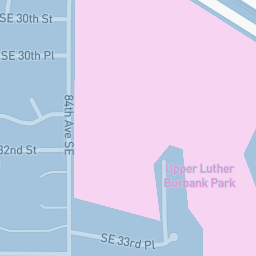 SE 30th St
SE 30th Pl
84th Ave SE
32nd St
Upper Luther
Burbank Park
SE 33rd Pl